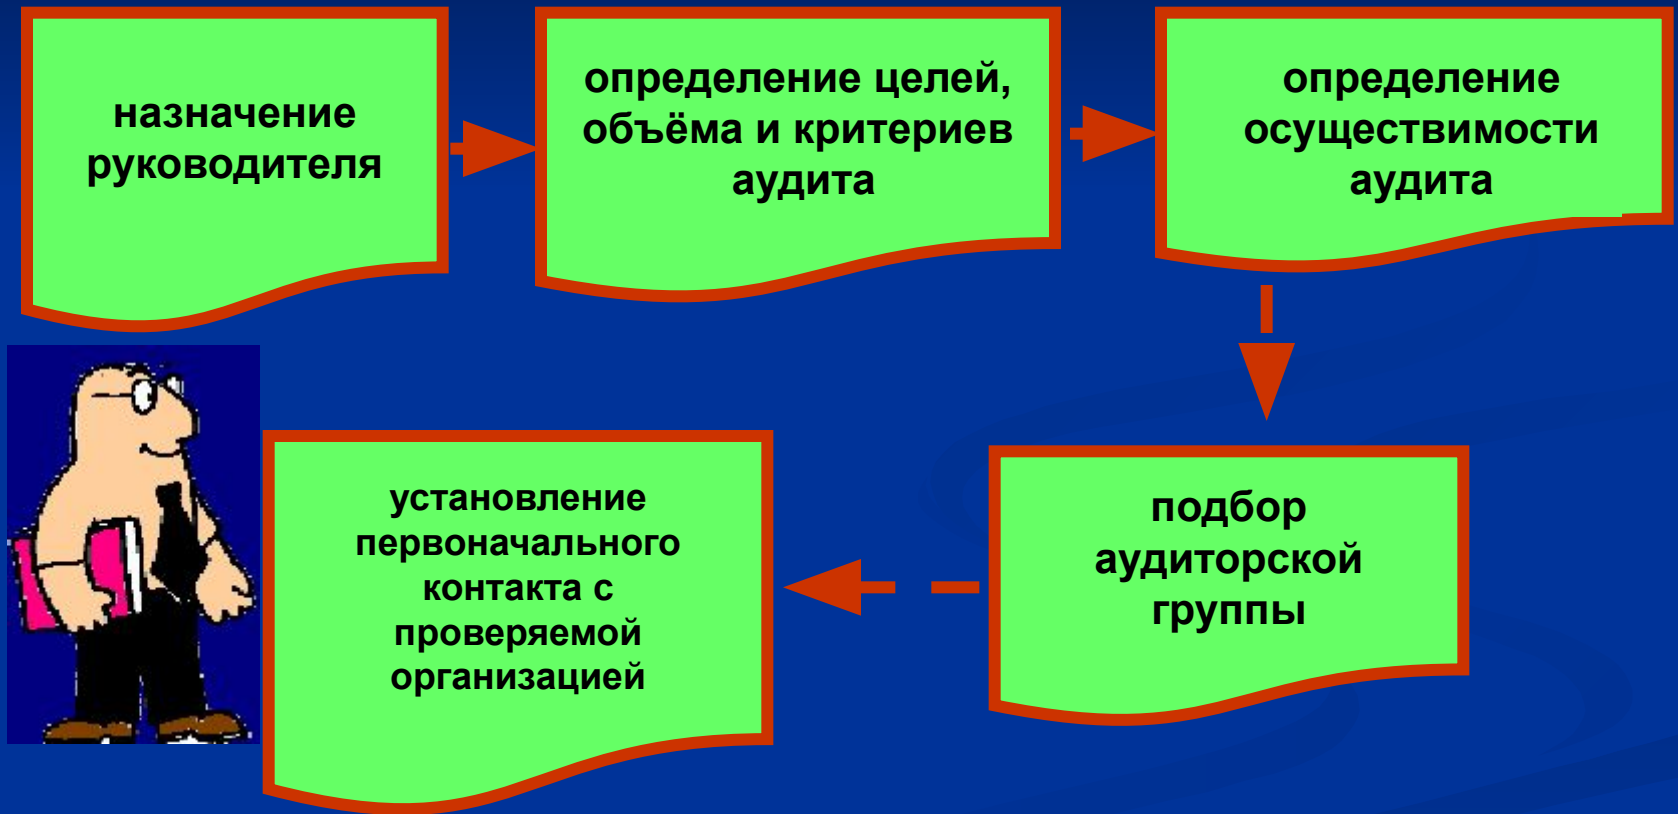 назначение
руководителя
определение целей,
объёма и критериев
аудита
определение
осуществимости
аудита
подбор
аудиторской
группы
установление
первоначального
контакта с
проверяемой
организацией